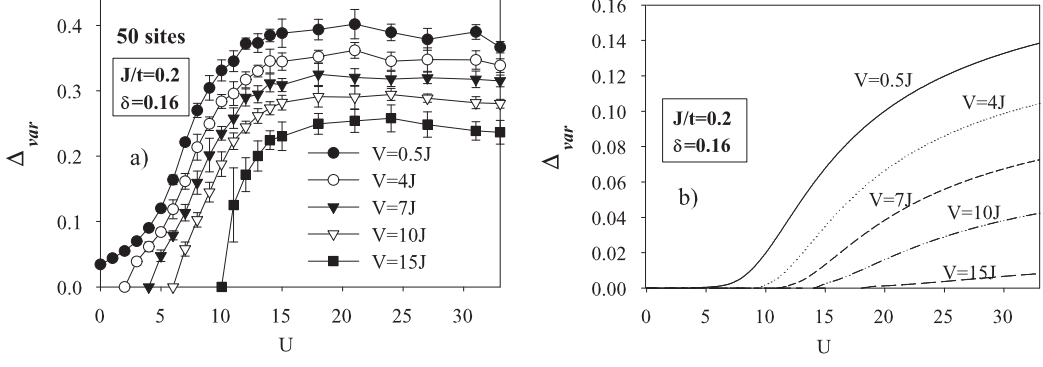 50 sites
J/t=0.2
δ=0.16
a)
V=0.5J
V=4J
V=7J
V=10J
V=15J
0.4
0.3
0.2
0.1
0.0
Δvar
0 5 10 15 20 25 30
U
0.16
0.14
0.12
0.10
0.08
0.06
0.04
0.02
0.00
Δvar
J/t=0.2
δ=0.16
b)
V=0.5J
V=4J
V=7J
V=10J
V=15J
0 5 10 15 20 25 30
U